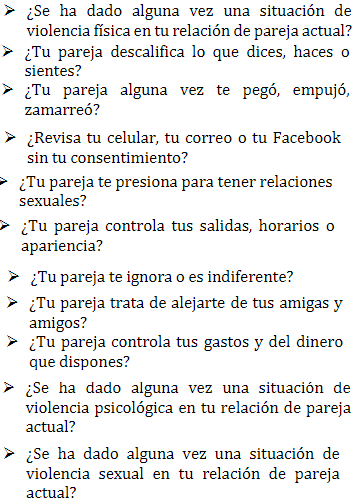 ➢ ¿Se ha dado alguna vez una situación de
violencia física en tu relación de pareja actual?
➢ ¿Tu pareja descalifica lo que dices, haces o
sientes?
➢ ¿Tu pareja alguna vez te pegó, empujó,
zamarreó?
➢ ¿Revisa tu celular, tu correo o tu Facebook
sin tu consentimiento?
➢ ¿Tu pareja te presiona para tener relaciones
sexuales?
➢ ¿Tu pareja controla tus salidas, horarios o
apariencia?
➢ ¿Tu pareja te ignora o es indiferente?
➢ ¿Tu pareja trata de alejarte de tus amigas y
amigos?
➢ ¿Tu pareja controla tus gastos y del dinero
que dispones?
➢ ¿Se ha dado alguna vez una situación de
violencia psicológica en tu relación de pareja
actual?
➢ ¿Se ha dado alguna vez una situación de
violencia sexual en tu relación de pareja
actual?